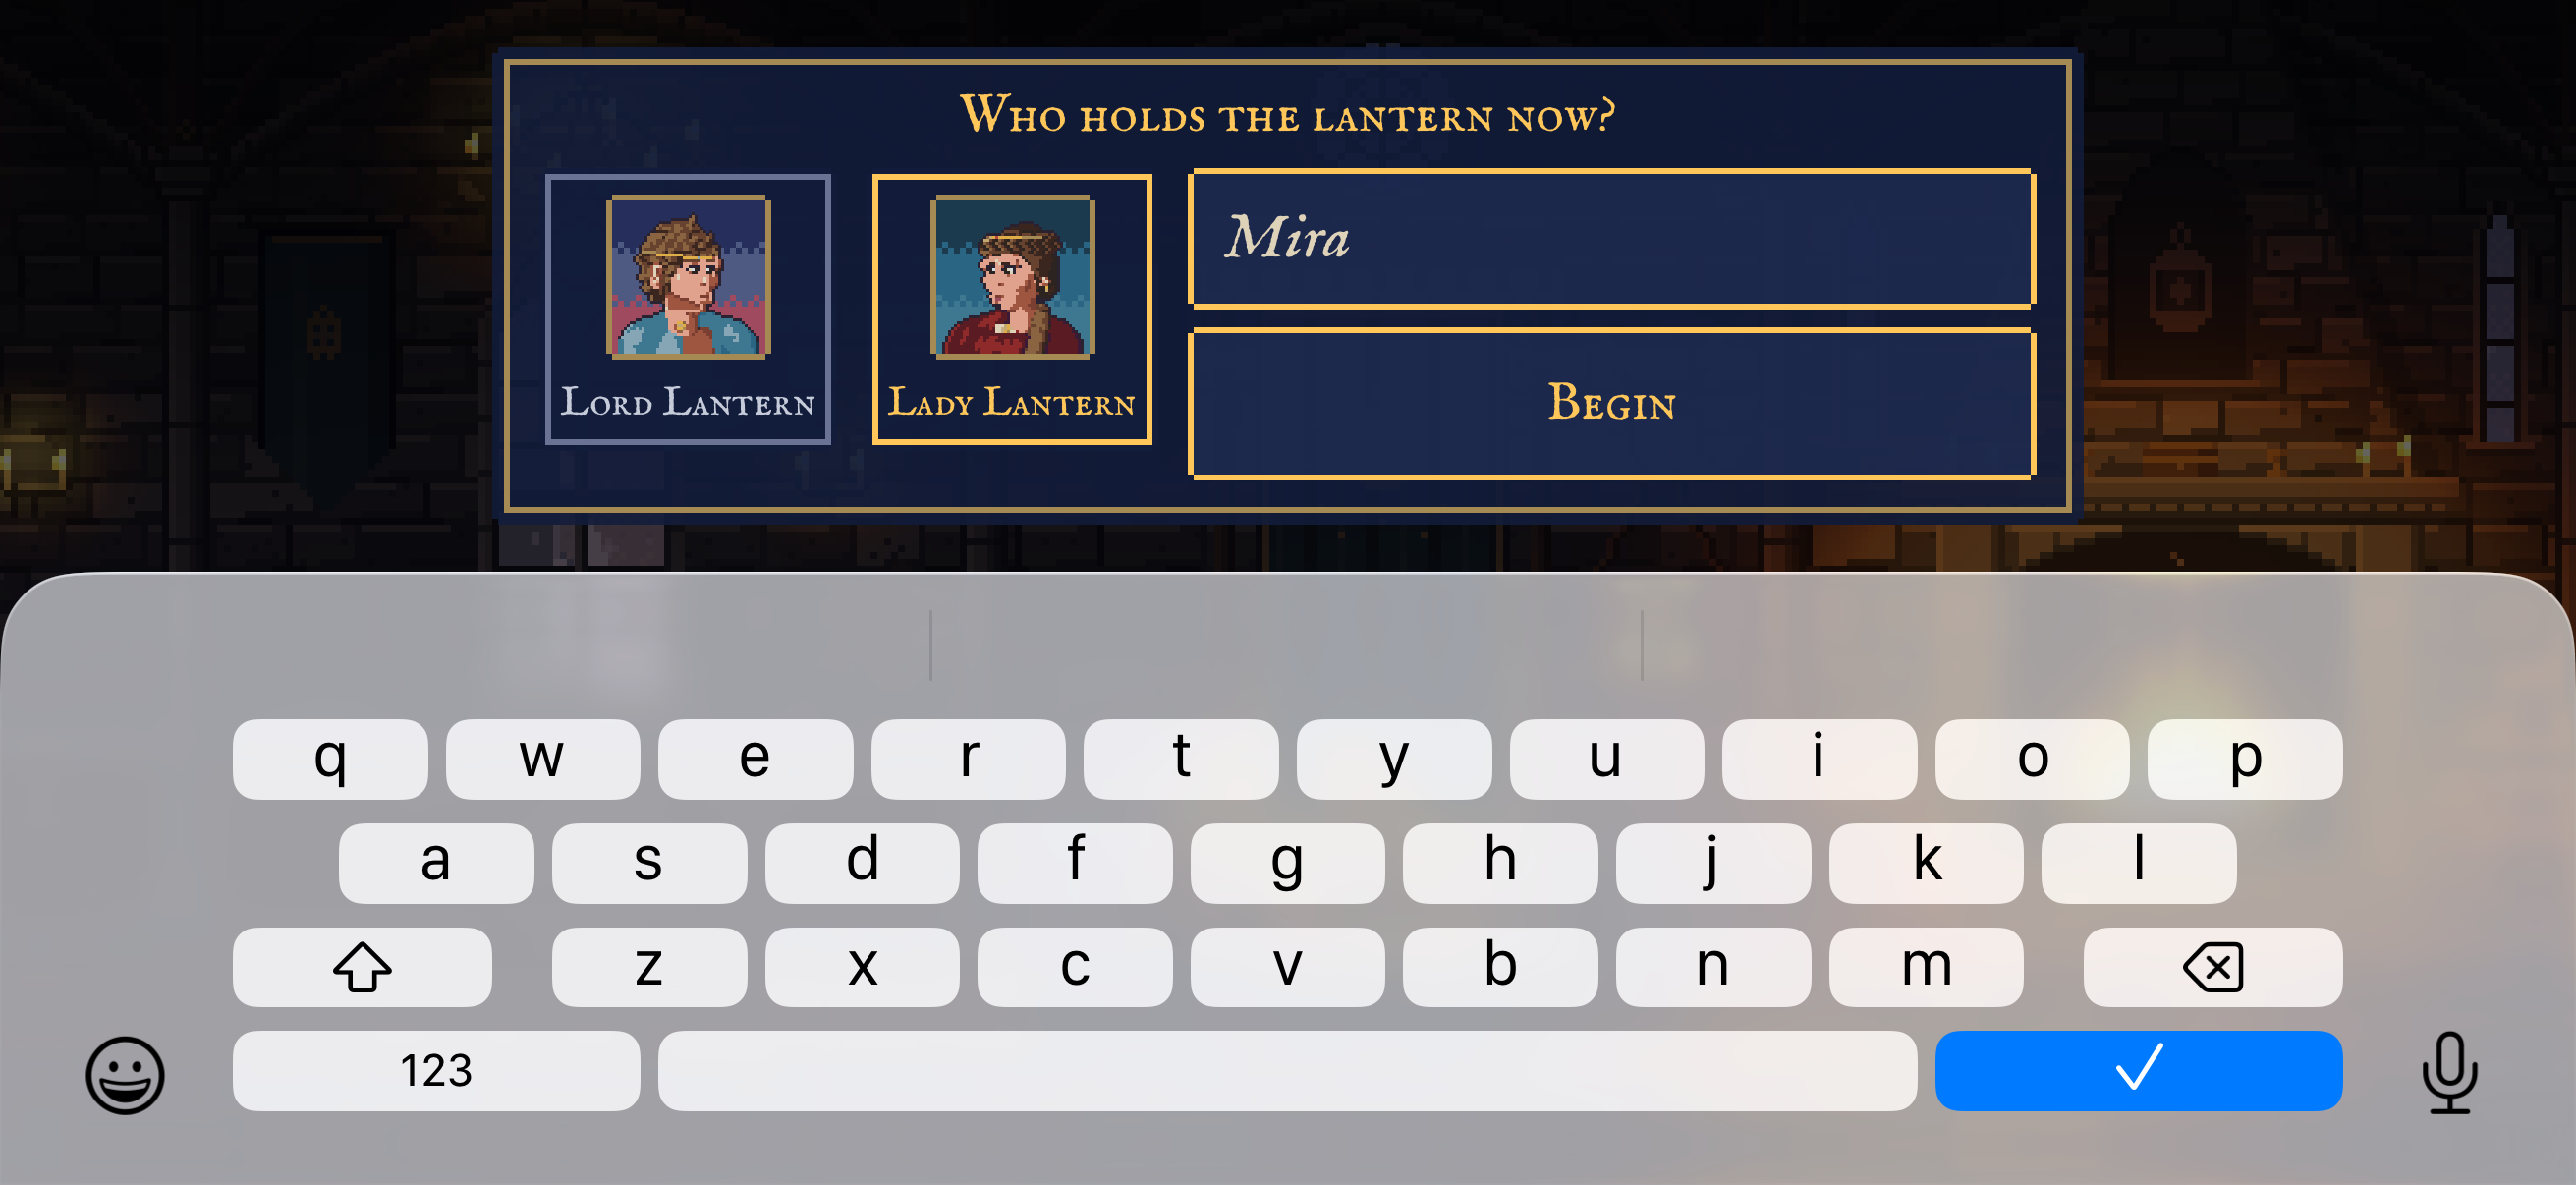 Who holds the lantern now?
Lord Lantern
Lady Lantern
Mira
Begin
q w e r t y u i o p
a s d f g h j k l
z x c v b n m
123